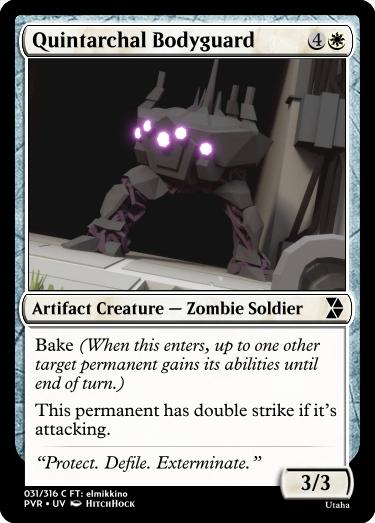 Quintarchal Bodyguard 4
Artifact Creature — Zombie Soldier
Bake (When this enters, up to one other
target permanent gains its abilities until
end of turn.)
This permanent has double strike if it's
attacking.
“Protect. Defile. Exterminate.”
3/3
031/316 C FT: elmikkino
PVR • UV HITCHHOCK
Utaha